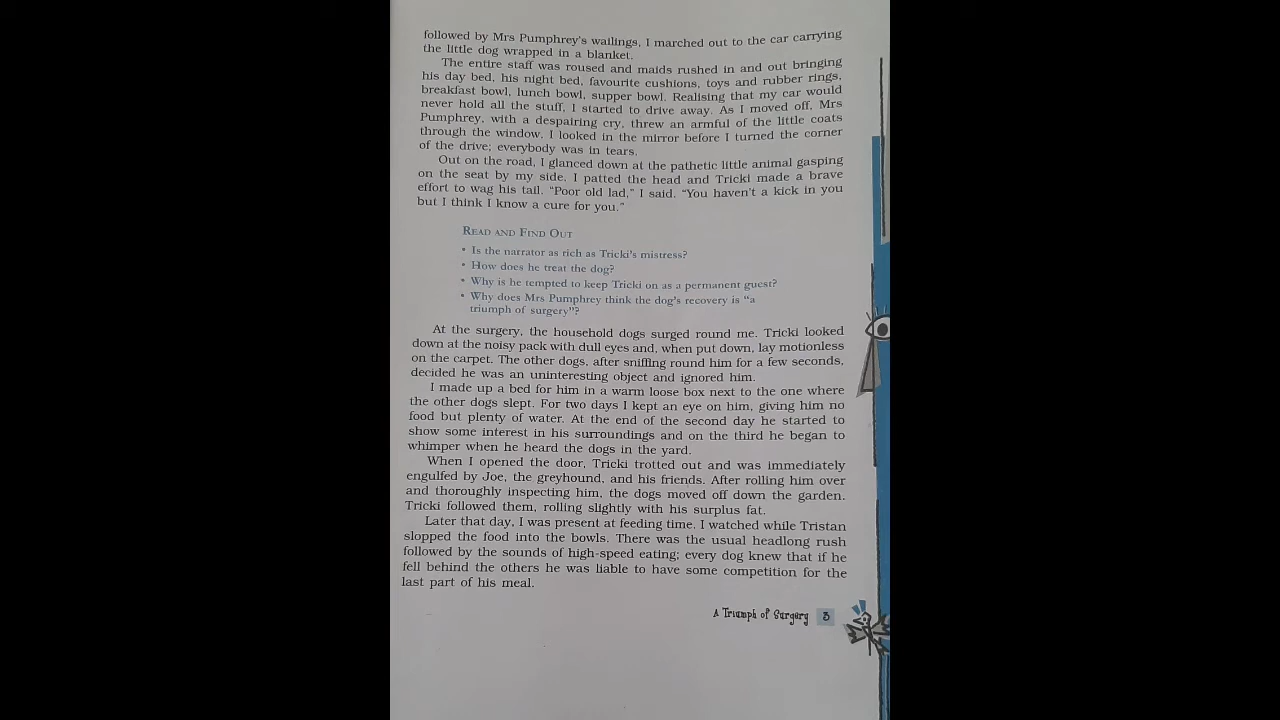 followed by Mrs Pumphrey's wailings, I marched out to the car carrying
the little dog wrapped in a blanket.
The entire staff was roused and maids rushed in and out bringing
his day bed, his night bed, favourite cushions, toys and rubber rings,
breakfast bowl, lunch bowl, supper bowl. Realising that my car would
never hold all the stuff, I started to drive away. As I moved off, Mrs
Pumphrey, with a despairing cry, threw an armful of the little coats
through the window. I looked in the mirror before I turned the corner
of the drive; everybody was in tears.
Out on the road, I glanced down at the pathetic little animal gasping
on the seat by my side. I patted the head and Tricki made a brave
effort to wag his tail. “Poor old lad,” I said. “You haven't a kick in you
but I think I know a cure for you.”
READ AND FIND OUT
• Is the narrator as rich as Tricki's mistress?
• How does he treat the dog?
• Why is he tempted to keep Tricki on as a permanent guest?
• Why does Mrs Pumphrey think the dog's recovery is “a
triumph of surgery”?
At the surgery, the household dogs surged round me. Tricki looked
down at the noisy pack with dull eyes and, when put down, lay motionless
on the carpet. The other dogs, after sniffing round him for a few seconds,
decided he was an uninteresting object and ignored him.
I made up a bed for him in a warm loose box next to the one where
the other dogs slept. For two days I kept an eye on him, giving him no
food but plenty of water. At the end of the second day he started to
show some interest in his surroundings and on the third he began to
whimper when he heard the dogs in the yard.
When I opened the door, Tricki trotted out and was immediately
engulfed by Joe, the greyhound, and his friends. After rolling him over
and thoroughly inspecting him, the dogs moved off down the garden.
Tricki followed them, rolling slightly with his surplus fat.
Later that day, I was present at feeding time. I watched while Tristan
slopped the food into the bowls. There was the usual headlong rush
followed by the sounds of high-speed eating; every dog knew that if he
fell behind the others he was liable to have some competition for the
last part of his meal.
A Triumph of Surgery 3